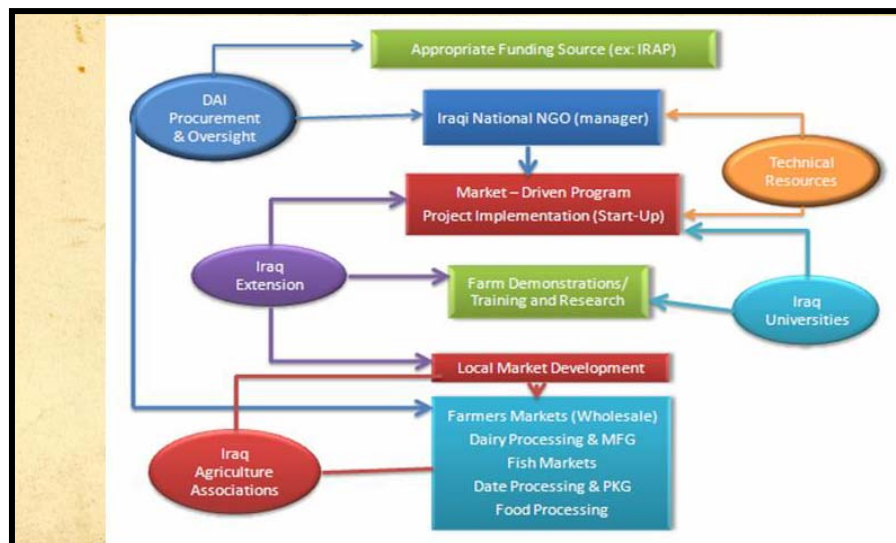 Appropriate Funding Source (ex: IRAP)
DAI
Procurement
& Oversight
Iraqi National NGO (manager)
Technical
Resources
Market – Driven Program
Project Implementation (Start-Up)
Iraq
Extension
Farm Demonstrations/
Training and Research
Iraq
Universities
Local Market Development
Farmers Markets (Wholesale)
Dairy Processing & MFG
Fish Markets
Date Processing & PKG
Food Processing
Iraq
Agriculture
Associations